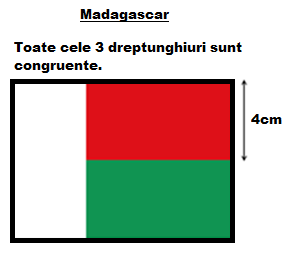 Madagascar
Toate cele 3 dreptunghiuri sunt
congruente.
4cm